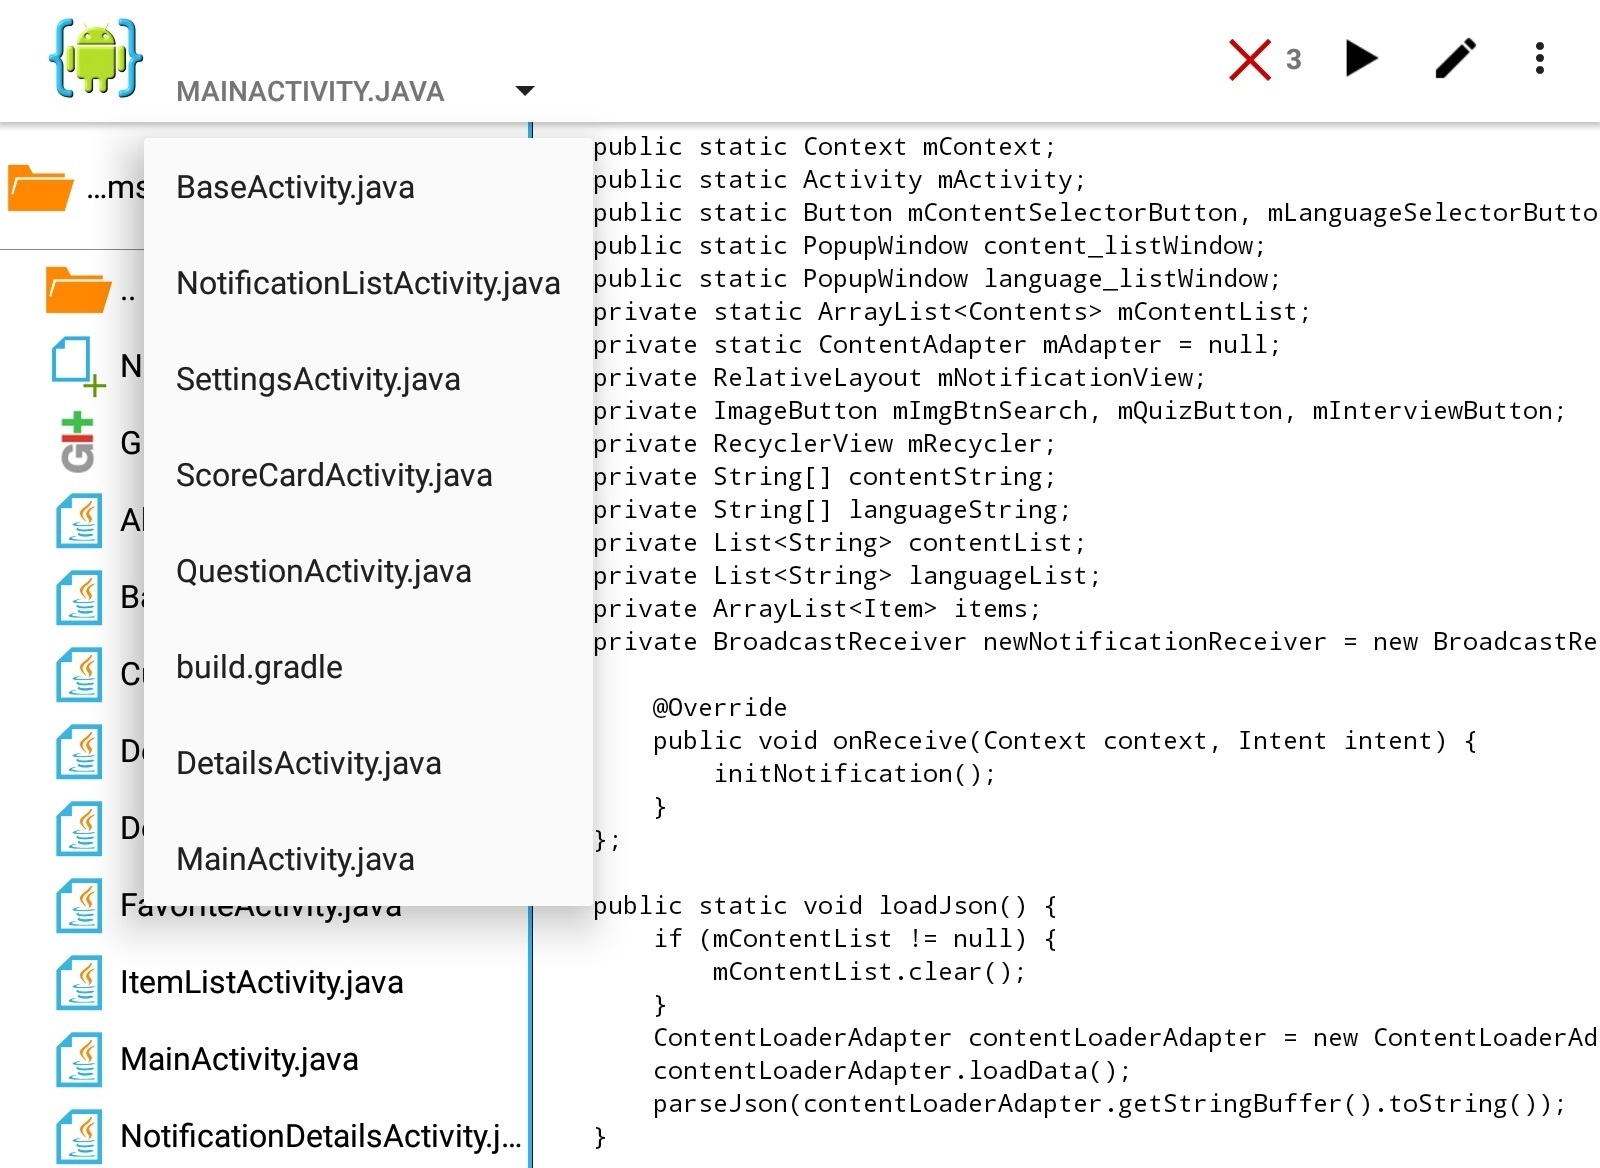 MAINACTIVITY.JAVA
3
...ms
BaseActivity.java
NotificationListActivity.java
SettingsActivity.java
ScoreCardActivity.java
QuestionActivity.java
build.gradle
DetailsActivity.java
MainActivity.java
..
N
GIt
G
Al
Ba
C
De
De
FavoriteActivity.java
ItemListActivity.java
MainActivity.java
NotificationDetailsActivity.j...
public static Context mContext;
public static Activity mActivity;
public static Button mContentSelectorButton, mLanguageSelectorButto
public static PopupWindow content_listWindow;
public static PopupWindow language_listWindow;
private static ArrayList<Contents> mContentList;
private static ContentAdapter mAdapter = null;
private RelativeLayout mNotificationView;
private ImageButton mImgBtnSearch, mQuizButton, mInterviewButton;
private RecyclerView mRecycler;
private String[] contentString;
private String[] languageString;
private List<String> contentList;
private List<String> languageList;
private ArrayList<Item> items;
private BroadcastReceiver newNotificationReceiver = new BroadcastRe
@Override
public void onReceive(Context context, Intent intent) {
initNotification();
}
};
public static void loadJson() {
if (mContentList != null) {
mContentList.clear();
}
ContentLoaderAdapter contentLoaderAdapter = new ContentLoaderAd
contentLoaderAdapter.loadData();
parseJson(contentLoaderAdapter.getStringBuffer().toString());
}